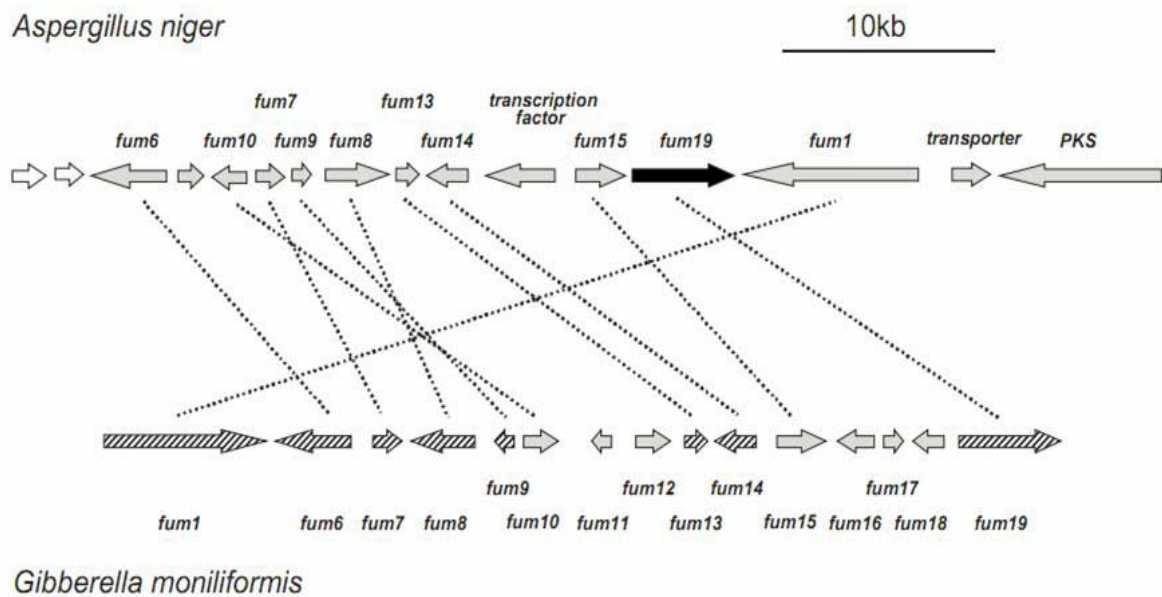 Aspergillus niger
10kb
fum7 fum13 transcription factor
fum6 fum10 fum9 fum8 fum14 fum15 fum19 fum1 transporter PKS
fum9 fum12 fum14 fum17
fum1 fum6 fum7 fum8 fum10 fum11 fum13 fum15 fum16 fum18 fum19
Gibberella moniliformis